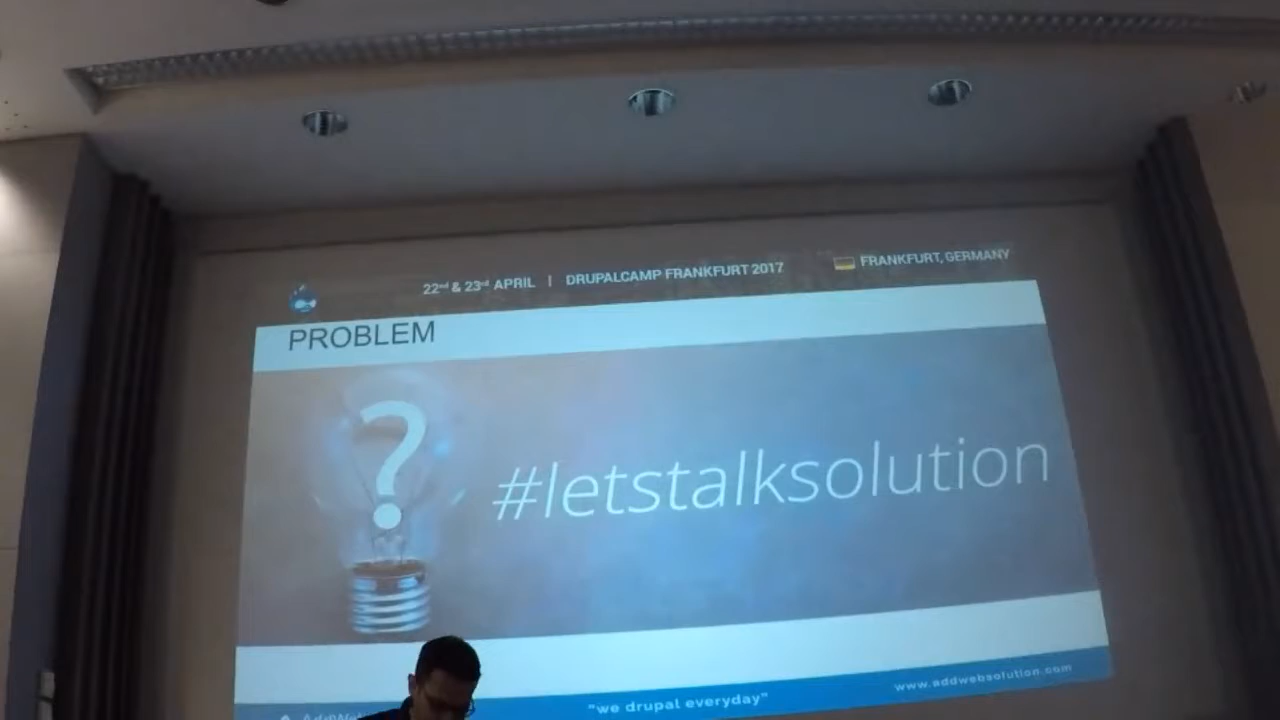 22nd & 23rd APRIL | DRUPALCAMP FRANKFURT 2017 FRANKFURT, GERMANY
PROBLEM
?
#letstalksolution
"we drupal everyday" www.addwebsolution.com